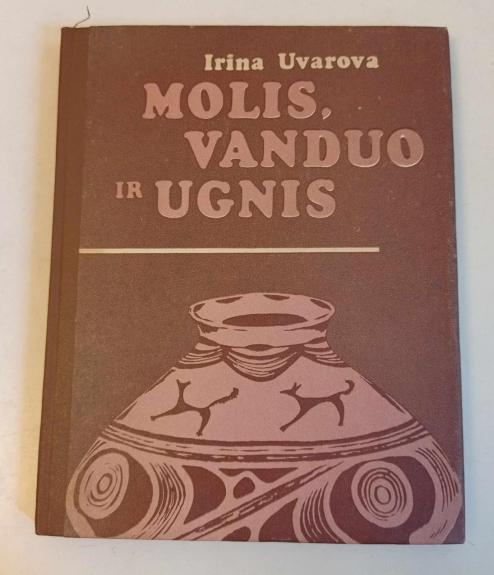 Irina Uvarova
MOLIS,
VANDUO
IR UGNIS